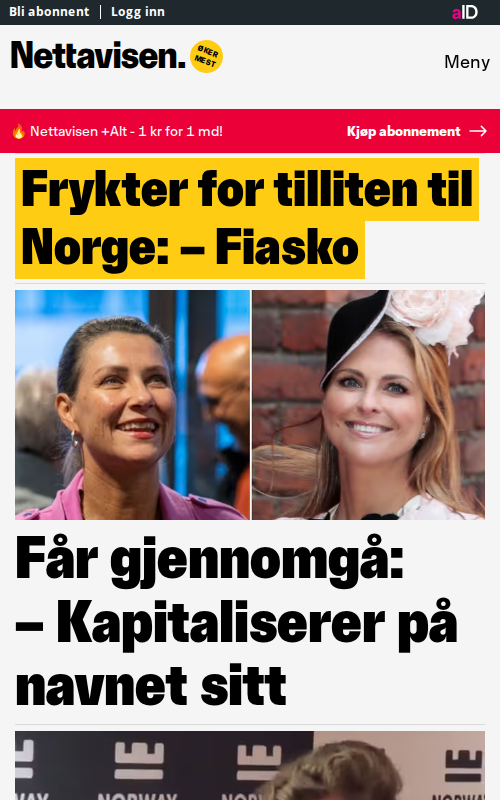 Bli abonnent
Logg inn
aID
Nettavisen.
ØKER
MEST
Meny
🔥 Nettavisen +Alt - 1 kr for 1 md!
Kjøp abonnement →
Frykter for tilliten til
Norge: – Fiasko
Får gjennomgå:
– Kapitaliserer på
navnet sitt
NORWAY
NORWAY